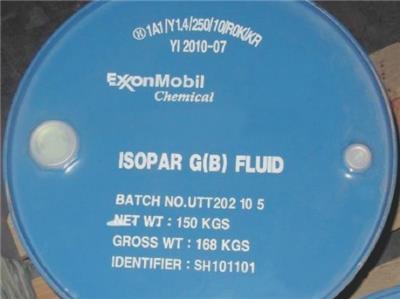 1A1/Y1.4/250/10/ROK/KR
YI 2010-07
ExxonMobil
Chemical
ISOPAR G(B) FLUID
BATCH NO.UTT202 10 5
NET WT : 150 KGS
GROSS WT : 168 KGS
IDENTIFIER : SH101101